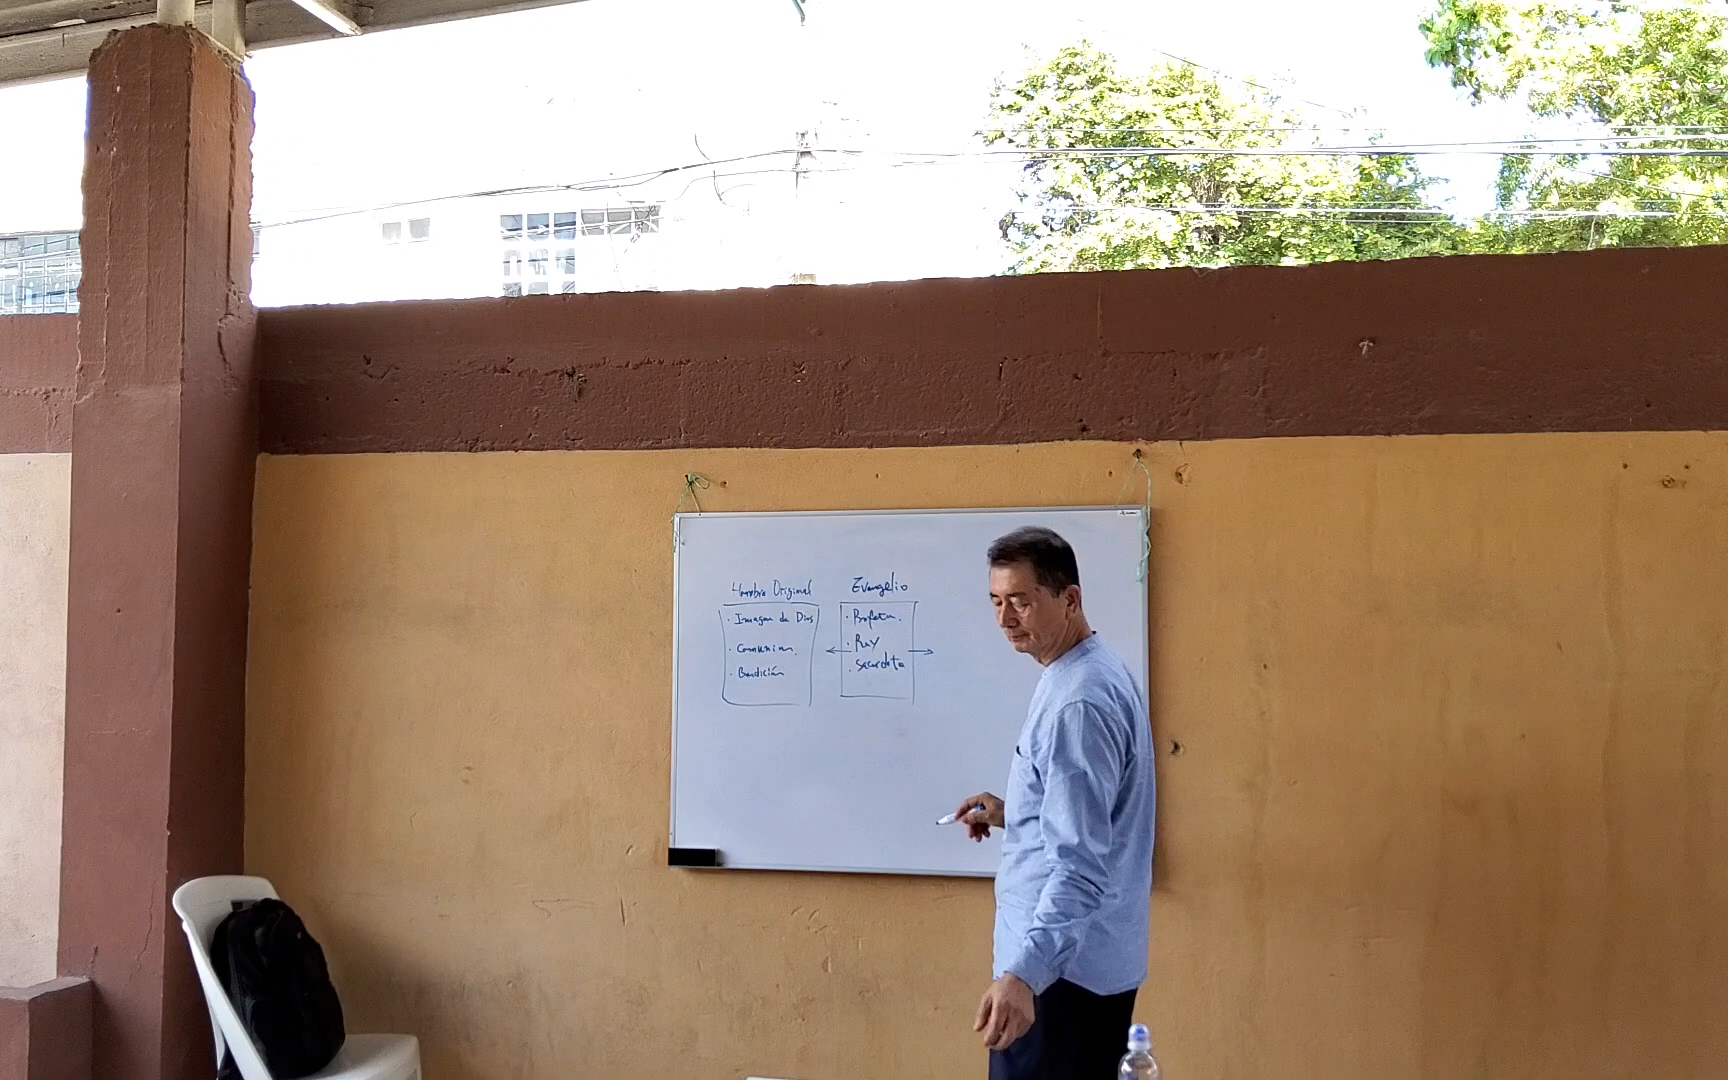 Hombre Original
· Imagen de Dios
· Comunion.
· Bendición
Evangelio
· Profeta.
· Rey
· Sacerdote